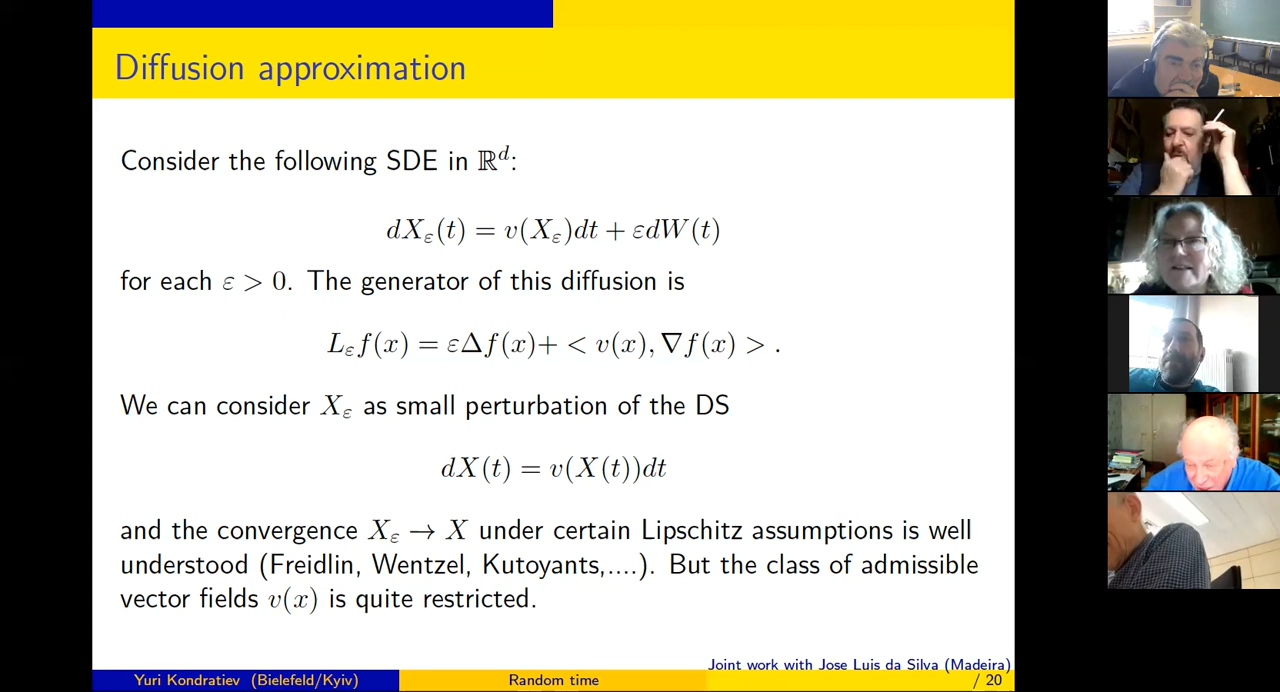 Diffusion approximation
Consider the following SDE in ℝᵈ:
dX_ε(t) = v(X_ε)dt + εdW(t)
for each ε > 0. The generator of this diffusion is
L_εf(x) = εΔf(x)+ < v(x), ∇f(x) > .
We can consider X_ε as small perturbation of the DS
dX(t) = v(X(t))dt
and the convergence X_ε → X under certain Lipschitz assumptions is well
understood (Freidlin, Wentzel, Kutoyants,....). But the class of admissible
vector fields v(x) is quite restricted.
Joint work with Jose Luis da Silva (Madeira)
Yuri Kondratiev (Bielefeld/Kyiv) Random time / 20